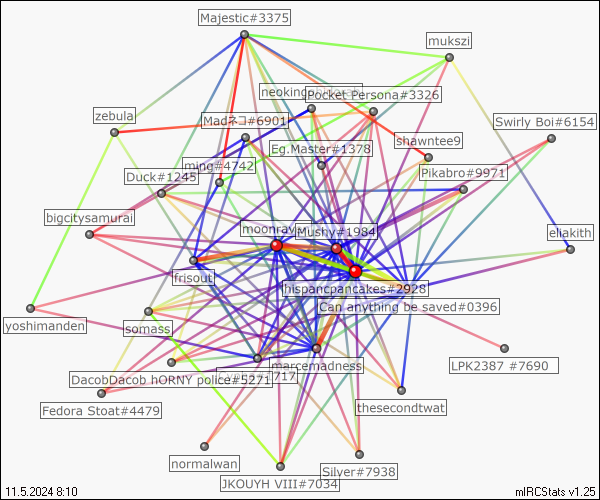 Majestic#3375
mukszi
neoking
Pocket Persona#3326
zebula
Madネコ#6901
Swirly Boi#6154
shawntee9
Eg.Master#1378
ming#4742
Duck#1245
Pikabro#9971
bigcitysamurai
moonrav
Mushy#1984
eliakith
frisout
hispancpancakes#2928
Can anything be saved#0396
yoshimanden
somass
marcemadness
LPK2387 #7690
DacobDacob hORNY police#5271
717
Fedora Stoat#4479
thesecondtwat
normalwan
Silver#7938
JKOUYH VIII#7034
11.5.2024 8:10
mIRCStats v1.25